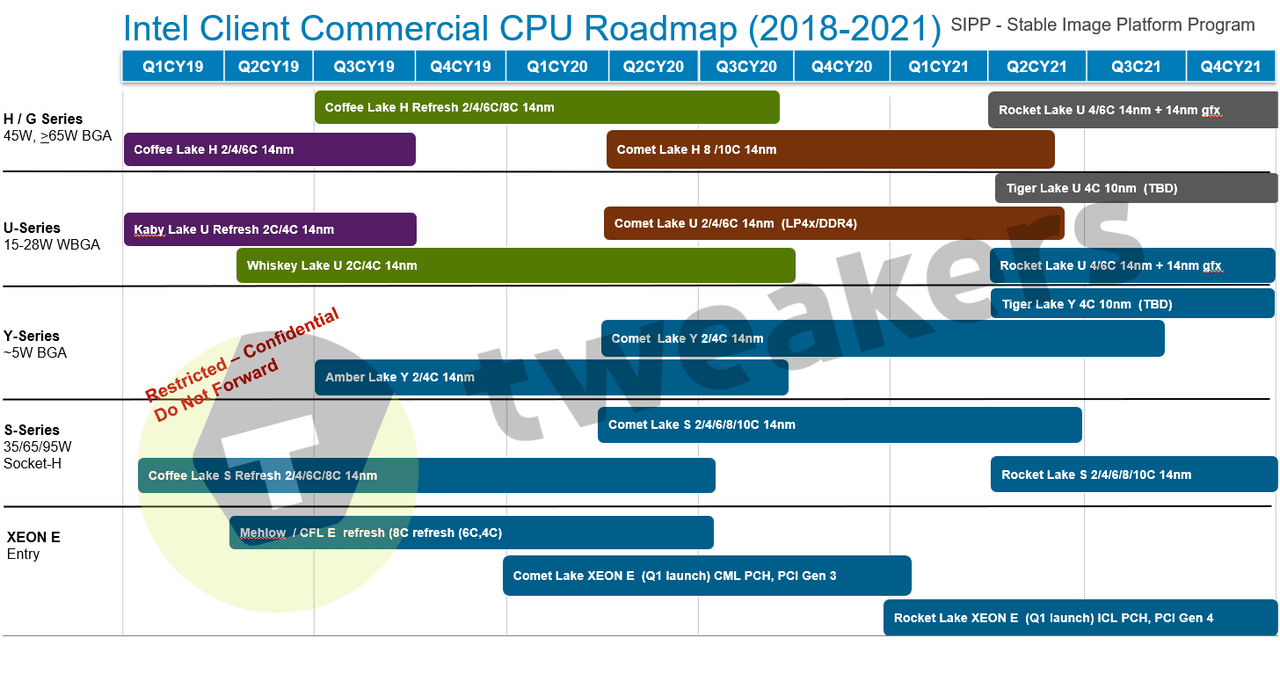 Intel Client Commercial CPU Roadmap (2018-2021) SIPP - Stable Image Platform Program
Q1CY19 Q2CY19 Q3CY19 Q4CY19 Q1CY20 Q2CY20 Q3CY20 Q4CY20 Q1CY21 Q2CY21 Q3C21 Q4CY21
H / G Series
45W, ≥65W BGA
Coffee Lake H Refresh 2/4/6C/8C 14nm
Rocket Lake U 4/6C 14nm + 14nm gfx
Coffee Lake H 2/4/6C 14nm
Comet Lake H 8 /10C 14nm
Tiger Lake U 4C 10nm (TBD)
U-Series
15-28W WBGA
Kaby Lake U Refresh 2C/4C 14nm
Comet Lake U 2/4/6C 14nm (LP4x/DDR4)
Whiskey Lake U 2C/4C 14nm
Rocket Lake U 4/6C 14nm + 14nm gfx
Tiger Lake Y 4C 10nm (TBD)
Y-Series
~5W BGA
Comet Lake Y 2/4C 14nm
Amber Lake Y 2/4C 14nm
Restricted – Confidential
Do Not Forward
tweakers
S-Series
35/65/95W
Socket-H
Comet Lake S 2/4/6/8/10C 14nm
Coffee Lake S Refresh 2/4/6C/8C 14nm
Rocket Lake S 2/4/6/8/10C 14nm
XEON E
Entry
Mehlow / CFL E refresh (8C refresh (6C,4C)
Comet Lake XEON E (Q1 launch) CML PCH, PCI Gen 3
Rocket Lake XEON E (Q1 launch) ICL PCH, PCI Gen 4